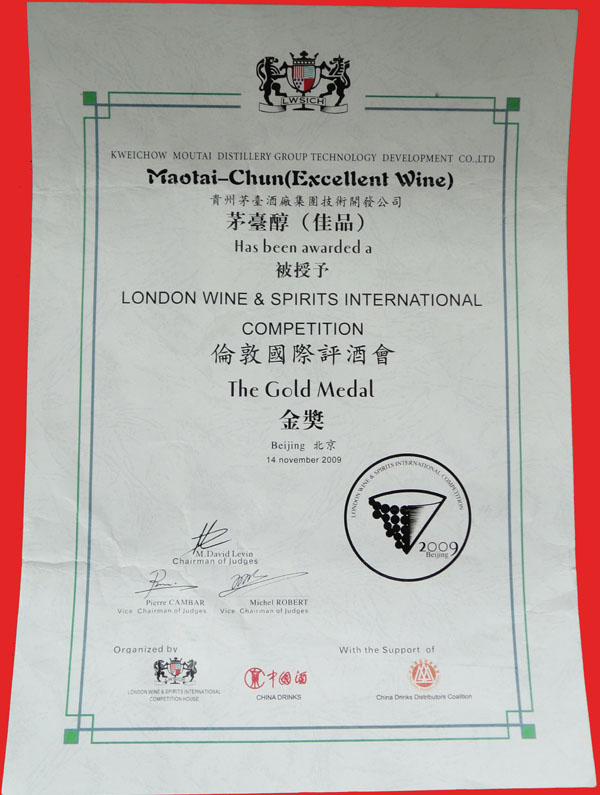 LWSICH
KWEICHOW MOUTAI DISTILLERY GROUP TECHNOLOGY DEVELOPMENT CO.,LTD
Maotai-Chun(Excellent Wine)
貴州茅臺酒廠集團技術開發公司
茅臺醇（佳品）
Has been awarded a
被授予
LONDON WINE & SPIRITS INTERNATIONAL
COMPETITION
倫敦國際評酒會
The Gold Medal
金獎
Beijing 北京
14 november 2009
LONDON WINE & SPIRITS INTERNATIONAL COMPETITION
2009
Beijing
M.David Levin
Chairman of Judges
Pierre CAMBAR
Vice Chairman of Judges
Michel ROBERT
Vice Chairman of Judges
Organized by
With the Support of
LONDON WINE & SPIRITS INTERNATIONAL
COMPETITION HOUSE
中國酒
CHINA DRINKS
China Drinks Distributors Coalition